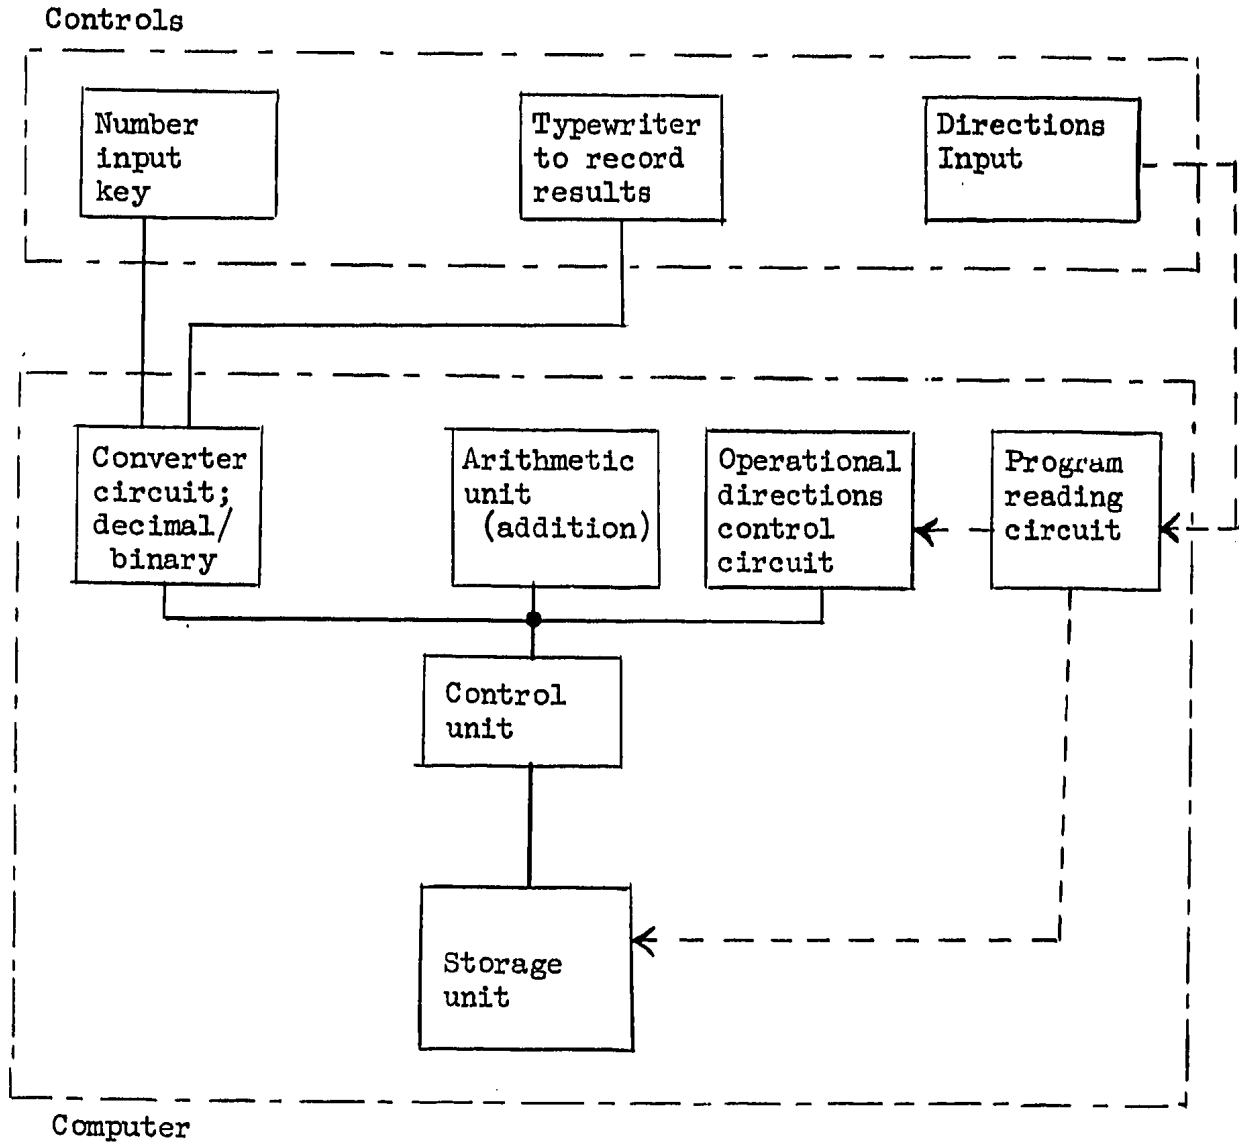 Controls
Number
input
key
Typewriter
to record
results
Directions
Input
Converter
circuit;
decimal/
binary
Arithmetic
unit
(addition)
Operational
directions
control
circuit
Program
reading
circuit
Control
unit
Storage
unit
Computer